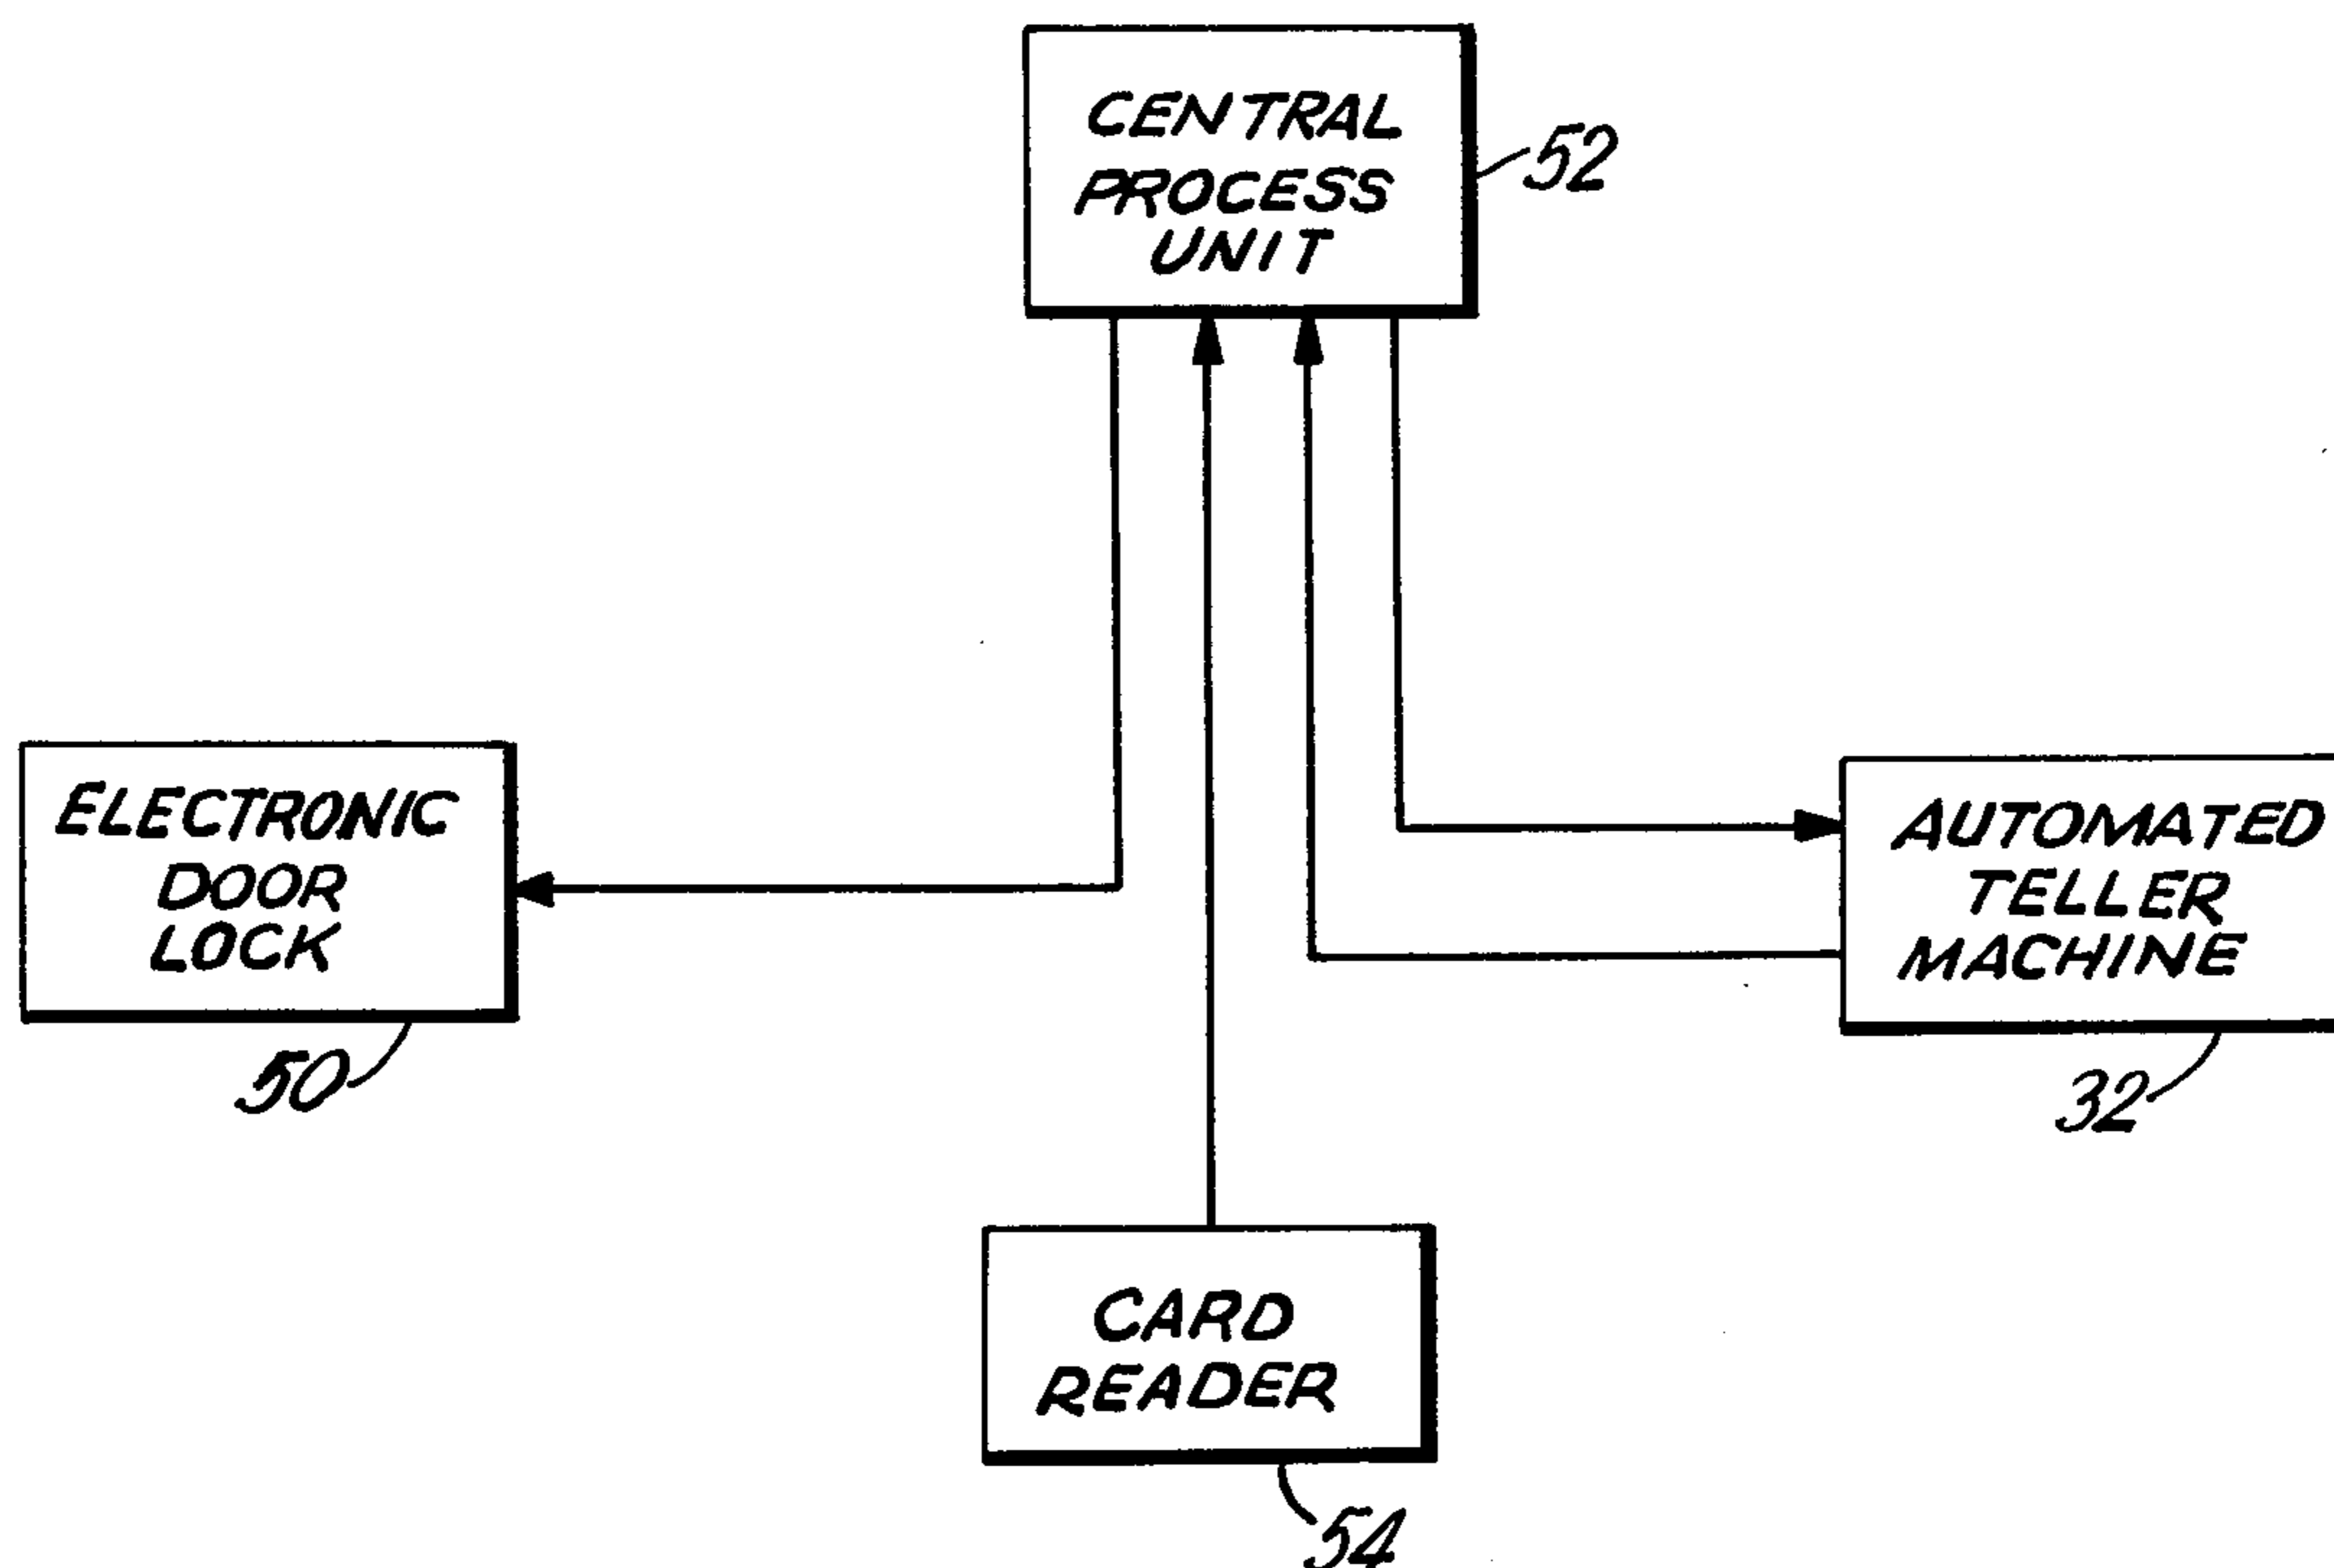 CENTRAL
PROCESS
UNIT
52
ELECTRONIC
DOOR
LOCK
50
AUTOMATED
TELLER
MACHINE
32
CARD
READER
54